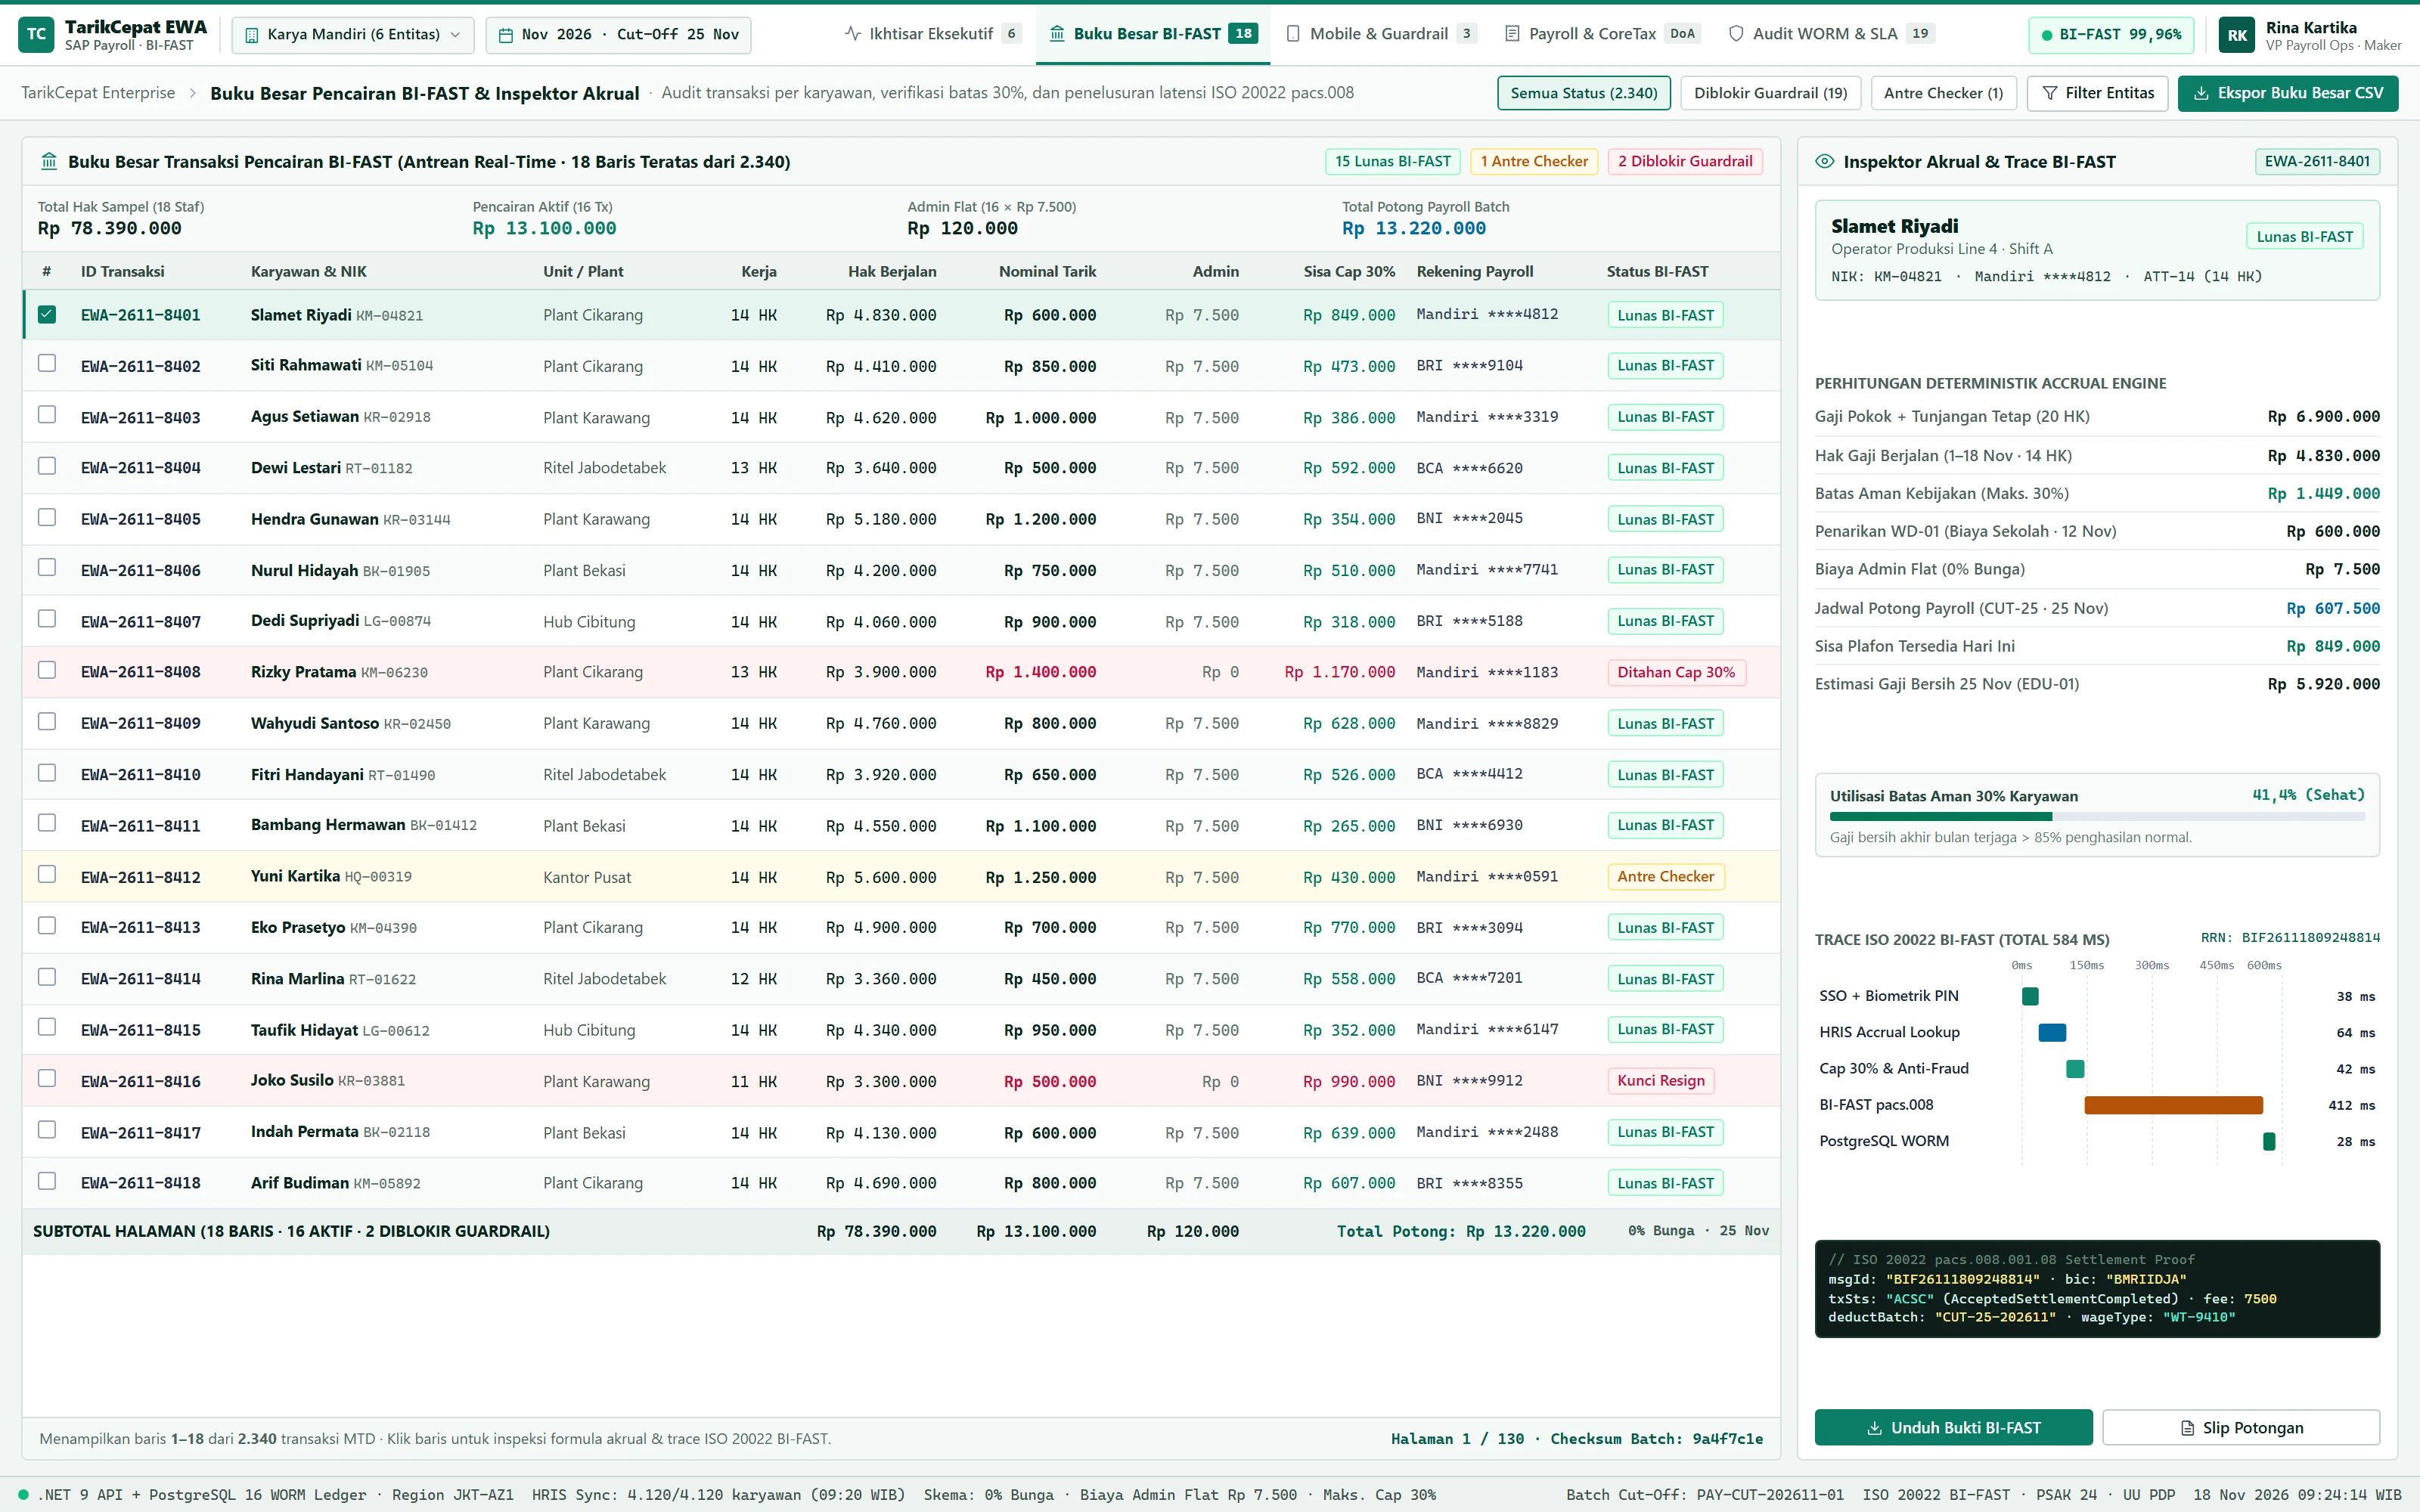 TC TarikCepat EWA
SAP Payroll · BI-FAST
Karya Mandiri (6 Entitas)
Nov 2026 · Cut-Off 25 Nov
Ikhtisar Eksekutif 6
Buku Besar BI-FAST 18
Mobile & Guardrail 3
Payroll & CoreTax DoA
Audit WORM & SLA 19
BI-FAST 99,96%
RK Rina Kartika
VP Payroll Ops · Maker
TarikCepat Enterprise > Buku Besar Pencairan BI-FAST & Inspektor Akrual · Audit transaksi per karyawan, verifikasi batas 30%, dan penelusuran latensi ISO 20022 pacs.008
Semua Status (2.340)
Diblokir Guardrail (19)
Antre Checker (1)
Filter Entitas
Ekspor Buku Besar CSV
Buku Besar Transaksi Pencairan BI-FAST (Antrean Real-Time · 18 Baris Teratas dari 2.340)
15 Lunas BI-FAST
1 Antre Checker
2 Diblokir Guardrail
Total Hak Sampel (18 Staf)
Rp 78.390.000
Pencairan Aktif (16 Tx)
Rp 13.100.000
Admin Flat (16 × Rp 7.500)
Rp 120.000
Total Potong Payroll Batch
Rp 13.220.000
# ID Transaksi Karyawan & NIK Unit / Plant Kerja Hak Berjalan Nominal Tarik Admin Sisa Cap 30% Rekening Payroll Status BI-FAST
EWA-2611-8401 Slamet Riyadi KM-04821 Plant Cikarang 14 HK Rp 4.830.000 Rp 600.000 Rp 7.500 Rp 849.000 Mandiri ****4812 Lunas BI-FAST
EWA-2611-8402 Siti Rahmawati KM-05104 Plant Cikarang 14 HK Rp 4.410.000 Rp 850.000 Rp 7.500 Rp 473.000 BRI ****9104 Lunas BI-FAST
EWA-2611-8403 Agus Setiawan KR-02918 Plant Karawang 14 HK Rp 4.620.000 Rp 1.000.000 Rp 7.500 Rp 386.000 Mandiri ****3319 Lunas BI-FAST
EWA-2611-8404 Dewi Lestari RT-01182 Ritel Jabodetabek 13 HK Rp 3.640.000 Rp 500.000 Rp 7.500 Rp 592.000 BCA ****6620 Lunas BI-FAST
EWA-2611-8405 Hendra Gunawan KR-03144 Plant Karawang 14 HK Rp 5.180.000 Rp 1.200.000 Rp 7.500 Rp 354.000 BNI ****2045 Lunas BI-FAST
EWA-2611-8406 Nurul Hidayah BK-01905 Plant Bekasi 14 HK Rp 4.200.000 Rp 750.000 Rp 7.500 Rp 510.000 Mandiri ****7741 Lunas BI-FAST
EWA-2611-8407 Dedi Supriyadi LG-00874 Hub Cibitung 14 HK Rp 4.060.000 Rp 900.000 Rp 7.500 Rp 318.000 BRI ****5188 Lunas BI-FAST
EWA-2611-8408 Rizky Pratama KM-06230 Plant Cikarang 13 HK Rp 3.900.000 Rp 1.400.000 Rp 0 Rp 1.170.000 Mandiri ****1183 Ditahan Cap 30%
EWA-2611-8409 Wahyudi Santoso KR-02450 Plant Karawang 14 HK Rp 4.760.000 Rp 800.000 Rp 7.500 Rp 628.000 Mandiri ****8829 Lunas BI-FAST
EWA-2611-8410 Fitri Handayani RT-01490 Ritel Jabodetabek 14 HK Rp 3.920.000 Rp 650.000 Rp 7.500 Rp 526.000 BCA ****4412 Lunas BI-FAST
EWA-2611-8411 Bambang Hermawan BK-01412 Plant Bekasi 14 HK Rp 4.550.000 Rp 1.100.000 Rp 7.500 Rp 265.000 BNI ****6930 Lunas BI-FAST
EWA-2611-8412 Yuni Kartika HQ-00319 Kantor Pusat 14 HK Rp 5.600.000 Rp 1.250.000 Rp 7.500 Rp 430.000 Mandiri ****0591 Antre Checker
EWA-2611-8413 Eko Prasetyo KM-04390 Plant Cikarang 14 HK Rp 4.900.000 Rp 700.000 Rp 7.500 Rp 770.000 BRI ****3094 Lunas BI-FAST
EWA-2611-8414 Rina Marlina RT-01622 Ritel Jabodetabek 12 HK Rp 3.360.000 Rp 450.000 Rp 7.500 Rp 558.000 BCA ****7201 Lunas BI-FAST
EWA-2611-8415 Taufik Hidayat LG-00612 Hub Cibitung 14 HK Rp 4.340.000 Rp 950.000 Rp 7.500 Rp 352.000 Mandiri ****6147 Lunas BI-FAST
EWA-2611-8416 Joko Susilo KR-03881 Plant Karawang 11 HK Rp 3.300.000 Rp 500.000 Rp 0 Rp 990.000 BNI ****9912 Kunci Resign
EWA-2611-8417 Indah Permata BK-02118 Plant Bekasi 14 HK Rp 4.130.000 Rp 600.000 Rp 7.500 Rp 639.000 Mandiri ****2488 Lunas BI-FAST
EWA-2611-8418 Arif Budiman KM-05892 Plant Cikarang 14 HK Rp 4.690.000 Rp 800.000 Rp 7.500 Rp 607.000 BRI ****8355 Lunas BI-FAST
SUBTOTAL HALAMAN (18 BARIS · 16 AKTIF · 2 DIBLOKIR GUARDRAIL) Rp 78.390.000 Rp 13.100.000 Rp 120.000 Total Potong: Rp 13.220.000 0% Bunga · 25 Nov
Menampilkan baris 1–18 dari 2.340 transaksi MTD · Klik baris untuk inspeksi formula akrual & trace ISO 20022 BI-FAST.
Halaman 1 / 130 · Checksum Batch: 9a4f7c1e
Inspektor Akrual & Trace BI-FAST EWA-2611-8401
Slamet Riyadi
Operator Produksi Line 4 · Shift A
Lunas BI-FAST
NIK: KM-04821 · Mandiri ****4812 · ATT-14 (14 HK)
PERHITUNGAN DETERMINISTIK ACCRUAL ENGINE
Gaji Pokok + Tunjangan Tetap (20 HK) Rp 6.900.000
Hak Gaji Berjalan (1–18 Nov · 14 HK) Rp 4.830.000
Batas Aman Kebijakan (Maks. 30%) Rp 1.449.000
Penarikan WD-01 (Biaya Sekolah · 12 Nov) Rp 600.000
Biaya Admin Flat (0% Bunga) Rp 7.500
Jadwal Potong Payroll (CUT-25 · 25 Nov) Rp 607.500
Sisa Plafon Tersedia Hari Ini Rp 849.000
Estimasi Gaji Bersih 25 Nov (EDU-01) Rp 5.920.000
Utilisasi Batas Aman 30% Karyawan 41,4% (Sehat)
Gaji bersih akhir bulan terjaga > 85% penghasilan normal.
TRACE ISO 20022 BI-FAST (TOTAL 584 MS) RRN: BIF26111809248814
0ms 150ms 300ms 450ms 600ms
SSO + Biometrik PIN 38 ms
HRIS Accrual Lookup 64 ms
Cap 30% & Anti-Fraud 42 ms
BI-FAST pacs.008 412 ms
PostgreSQL WORM 28 ms
// ISO 20022 pacs.008.001.08 Settlement Proof
msgId: "BIF26111809248814" · bic: "BMRIIDJA"
txSts: "ACSC" (AcceptedSettlementCompleted) · fee: 7500
deductBatch: "CUT-25-202611" · wageType: "WT-9410"
Unduh Bukti BI-FAST
Slip Potongan
.NET 9 API + PostgreSQL 16 WORM Ledger · Region JKT-AZ1 HRIS Sync: 4.120/4.120 karyawan (09:20 WIB) Skema: 0% Bunga · Biaya Admin Flat Rp 7.500 · Maks. Cap 30%
Batch Cut-Off: PAY-CUT-202611-01 ISO 20022 BI-FAST · PSAK 24 · UU PDP 18 Nov 2026 09:24:14 WIB